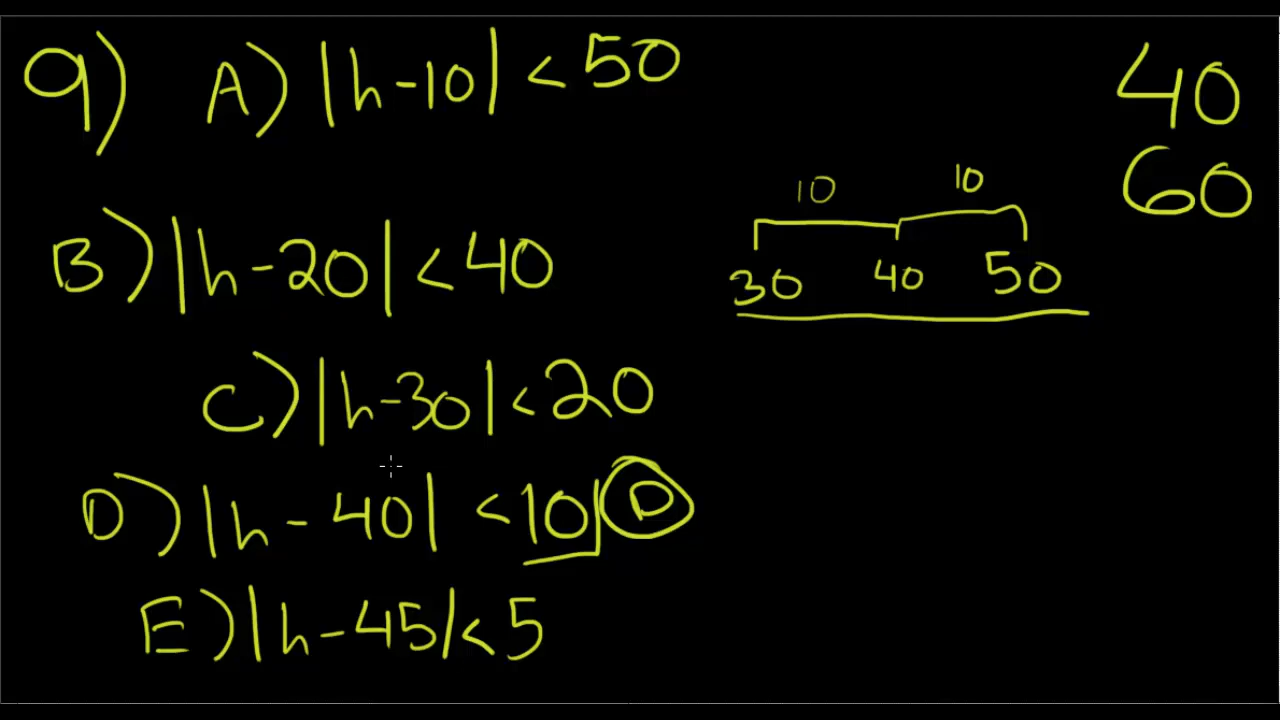 9) A) |h-10| < 50
40
60
10 10
B) |h-20| < 40
30 40 50
C) |h-30| < 20
D) |h-40| < 10 D
E) |h-45| < 5